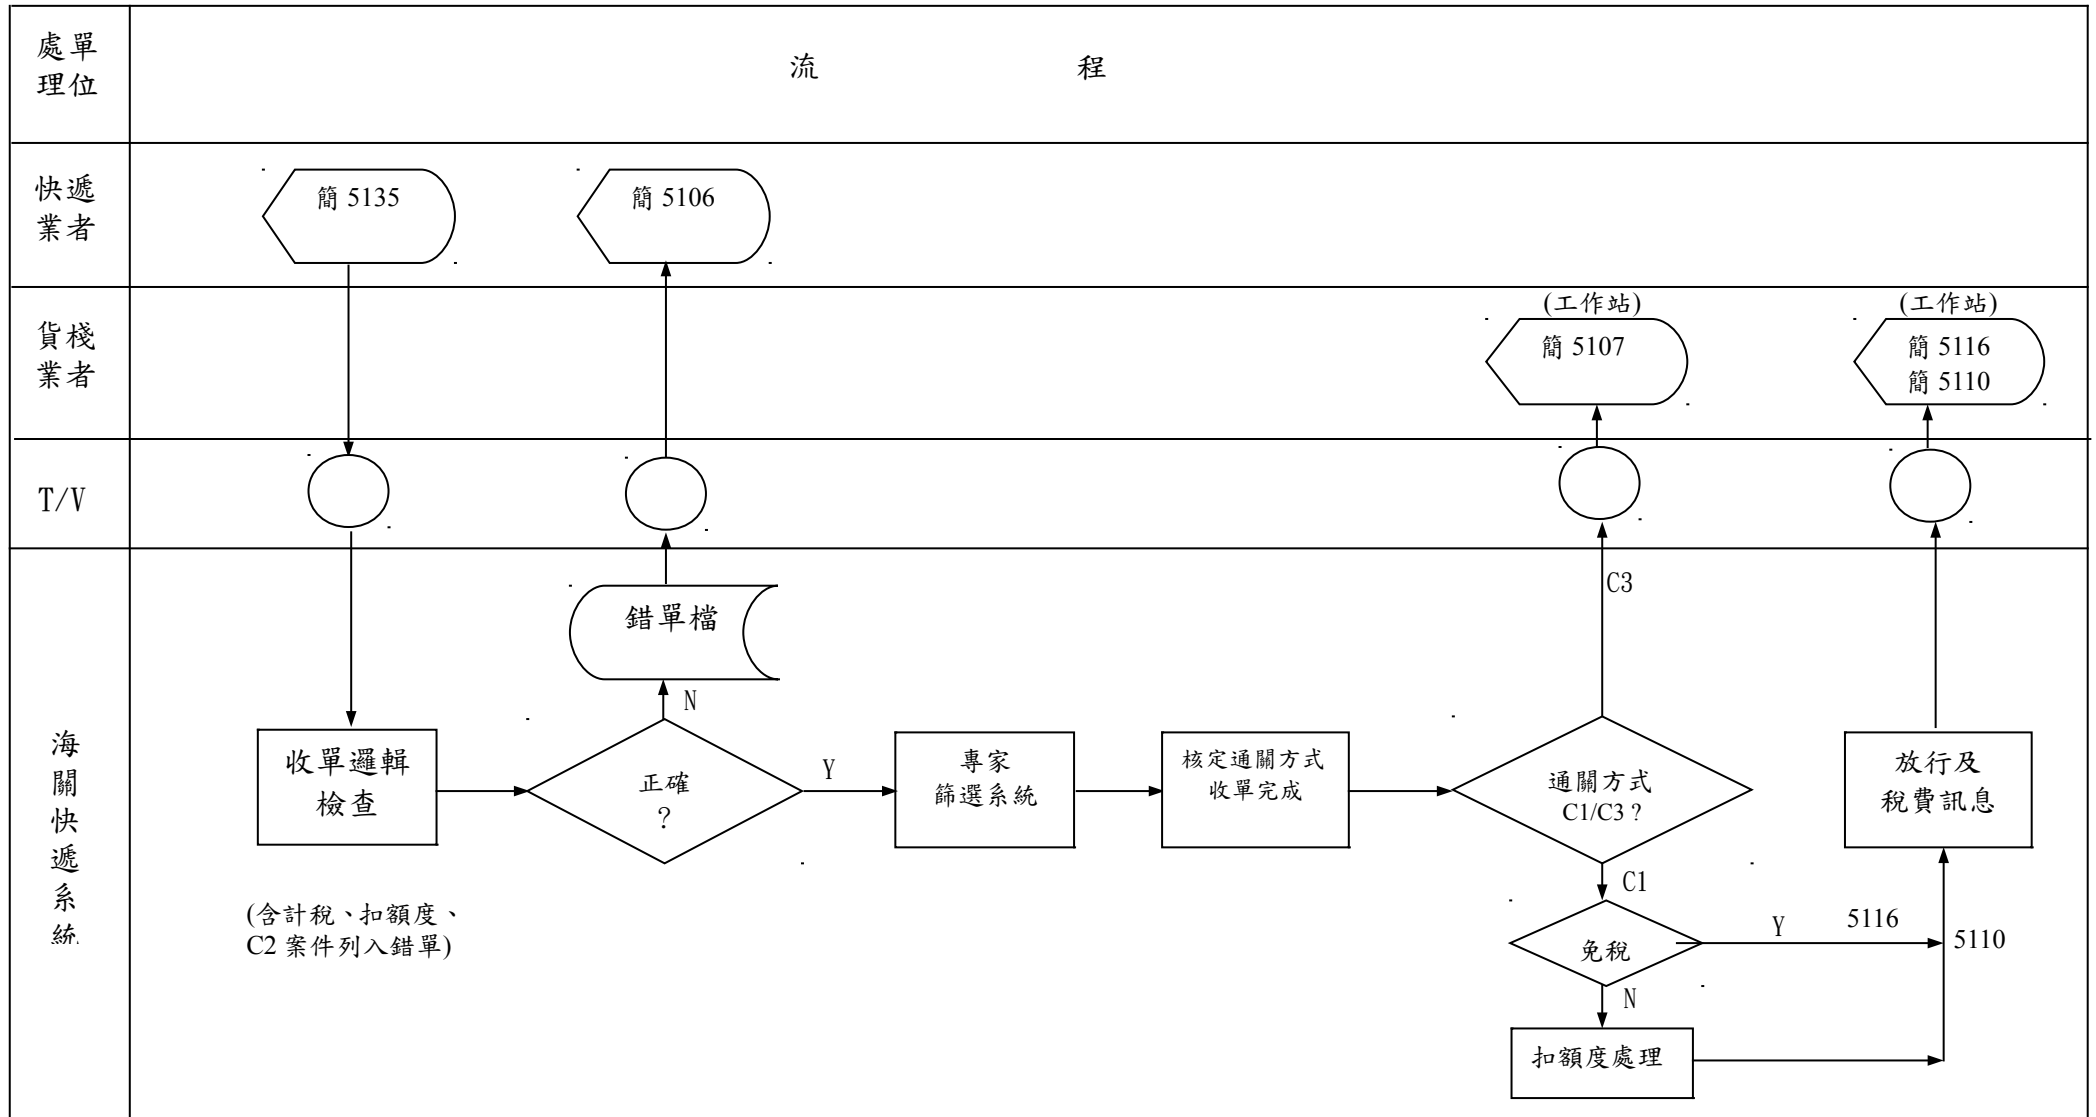 處單
理位
流 程
快遞
業者
簡 5135
簡 5106
貨棧
業者
(工作站)
簡 5107
(工作站)
簡 5116
簡 5110
T/V
海
關
快
遞
系
統
C3
錯單檔
N
收單邏輯
檢查
正確
?
Y
專家
篩選系統
核定通關方式
收單完成
通關方式
C1/C3 ?
放行及
稅費訊息
C1
(含計稅、扣額度、
C2 案件列入錯單)
免稅
Y
5116
5110
N
扣額度處理